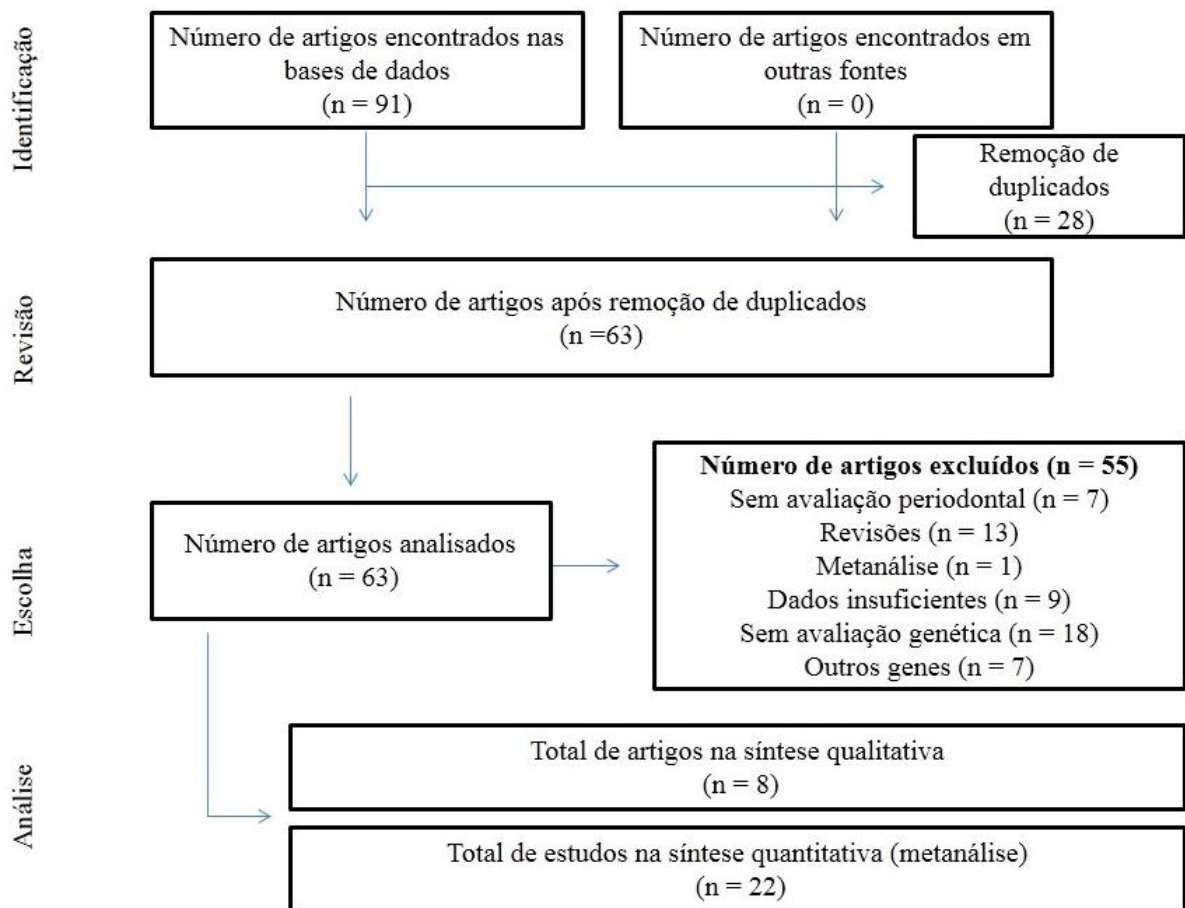 Identificação
Número de artigos encontrados nas
bases de dados
(n = 91)
Número de artigos encontrados em
outras fontes
(n = 0)
Remoção de
duplicados
(n = 28)
Revisão
Número de artigos após remoção de duplicados
(n =63)
Escolha
Número de artigos analisados
(n = 63)
Número de artigos excluídos (n = 55)
Sem avaliação periodontal (n = 7)
Revisões (n = 13)
Metanálise (n = 1)
Dados insuficientes (n = 9)
Sem avaliação genética (n = 18)
Outros genes (n = 7)
Análise
Total de artigos na síntese qualitativa
(n = 8)
Total de estudos na síntese quantitativa (metanálise)
(n = 22)